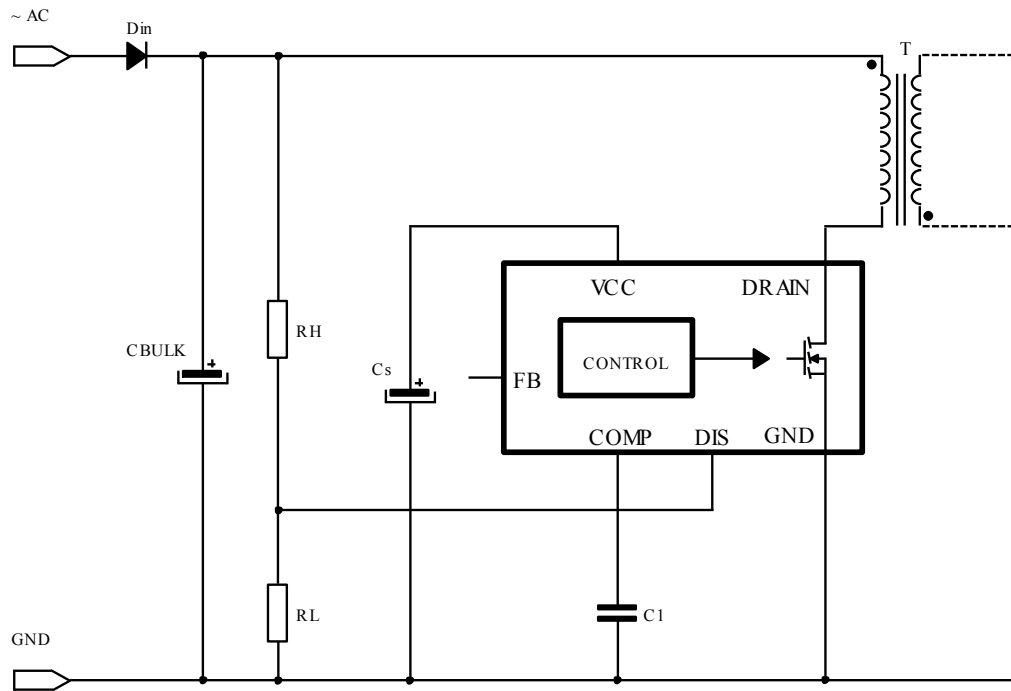 ~ AC
Din
T
VCC
DRAIN
RH
CBULK
+
Cs
+
CONTROL
FB
COMP
DIS
GND
RL
C1
GND